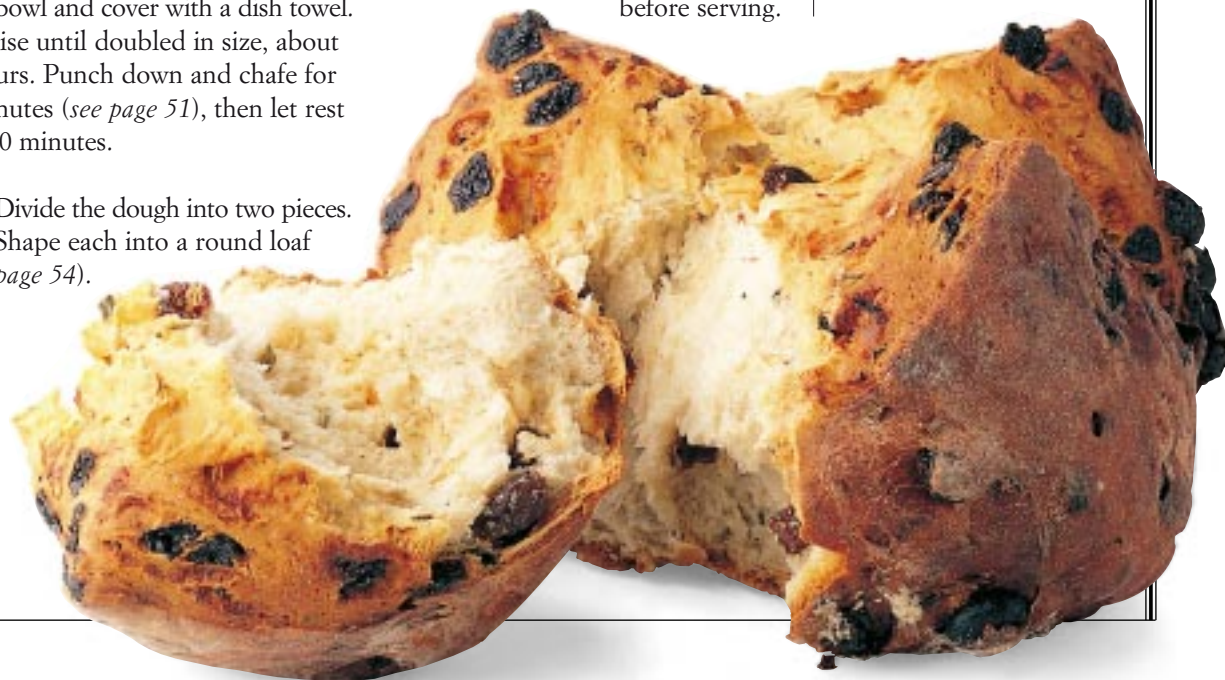 bowl and cover with a dish towel.
ise until doubled in size, about
urs. Punch down and chafe for
nutes (see page 51), then let rest
0 minutes.
Divide the dough into two pieces.
Shape each into a round loaf
page 54).
before serving.